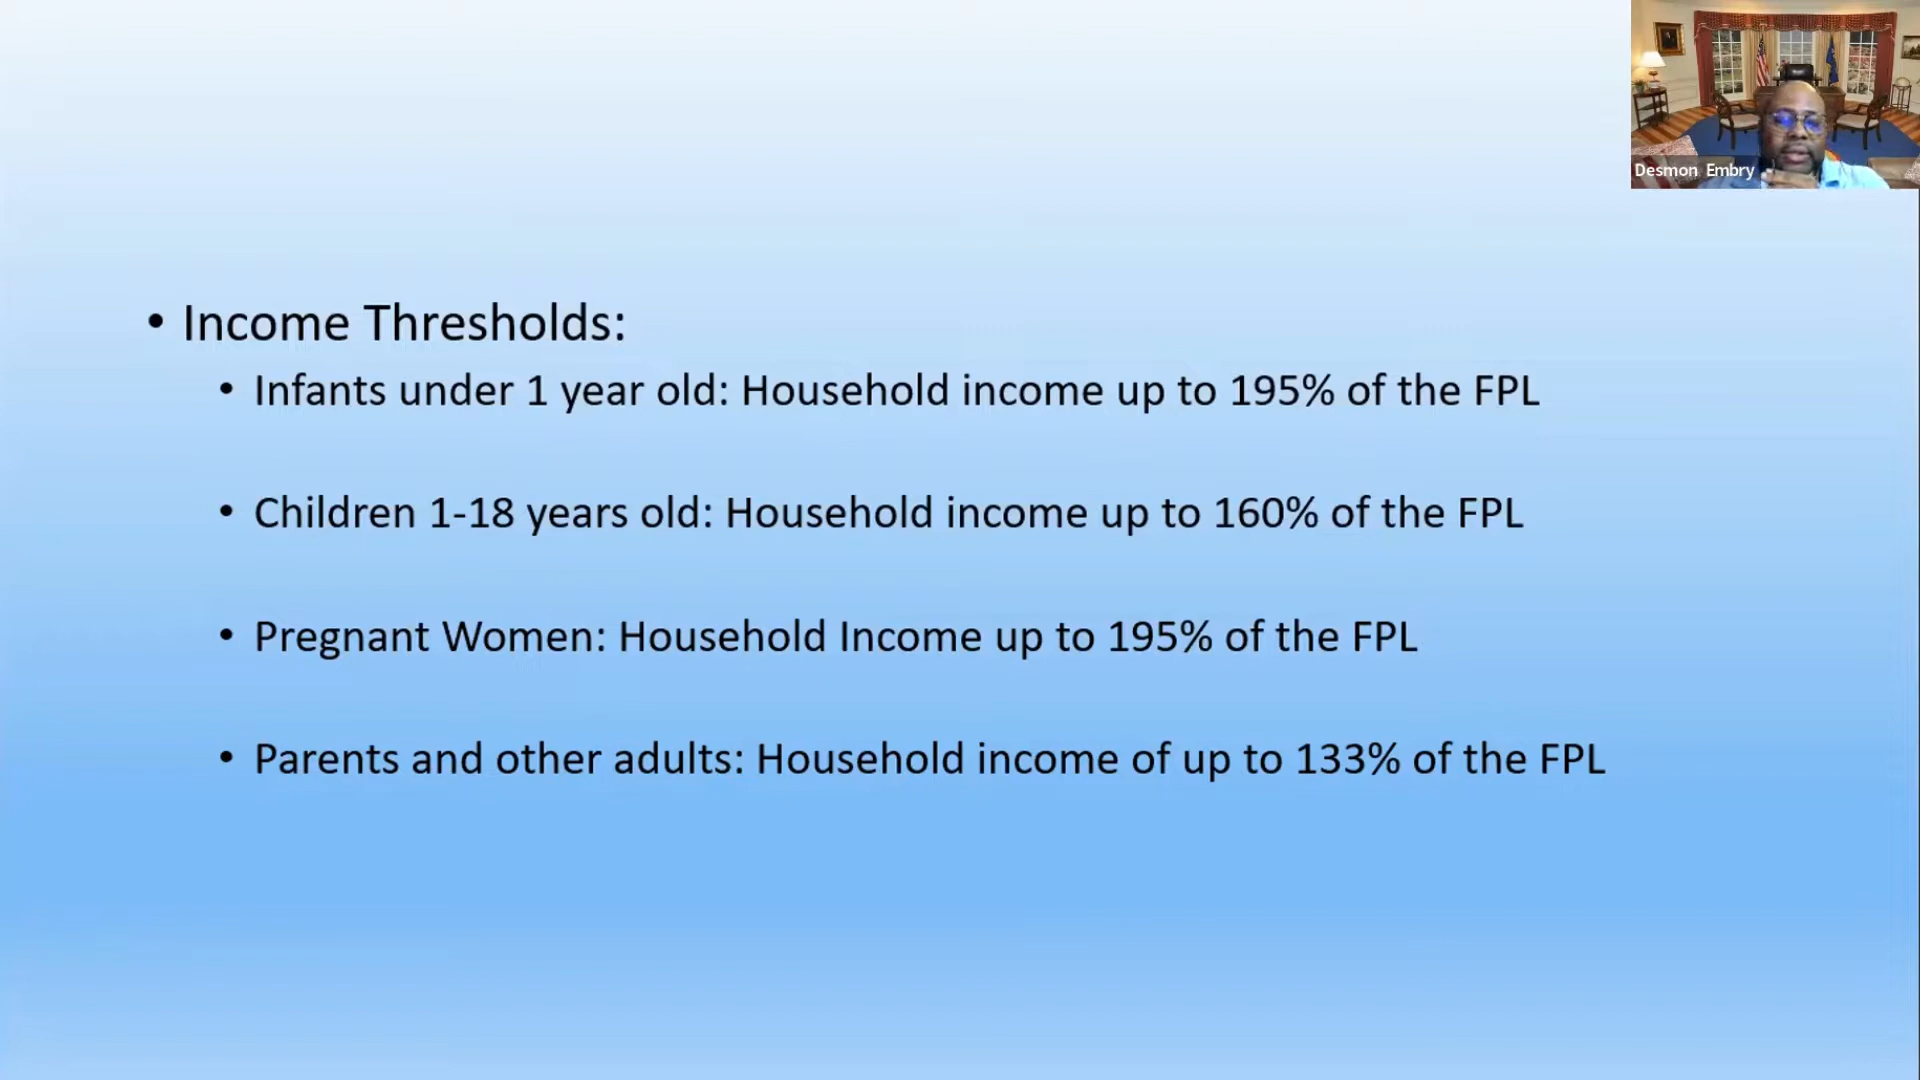 Desmon Embry
• Income Thresholds:
• Infants under 1 year old: Household income up to 195% of the FPL
• Children 1-18 years old: Household income up to 160% of the FPL
• Pregnant Women: Household Income up to 195% of the FPL
• Parents and other adults: Household income of up to 133% of the FPL